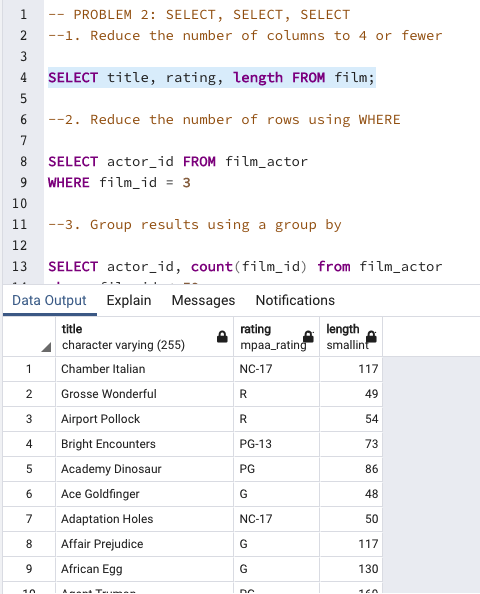 1 -- PROBLEM 2: SELECT, SELECT, SELECT
2 --1. Reduce the number of columns to 4 or fewer
3
4 SELECT title, rating, length FROM film;
5
6 --2. Reduce the number of rows using WHERE
7
8 SELECT actor_id FROM film_actor
9 WHERE film_id = 3
10
11 --3. Group results using a group by
12
13 SELECT actor_id, count(film_id) from film_actor
Data Output Explain Messages Notifications
title rating length
character varying (255) mpaa_rating smallint
1 Chamber Italian NC-17 117
2 Grosse Wonderful R 49
3 Airport Pollock R 54
4 Bright Encounters PG-13 73
5 Academy Dinosaur PG 86
6 Ace Goldfinger G 48
7 Adaptation Holes NC-17 50
8 Affair Prejudice G 117
9 African Egg G 130
10 Agent Truman PG 169